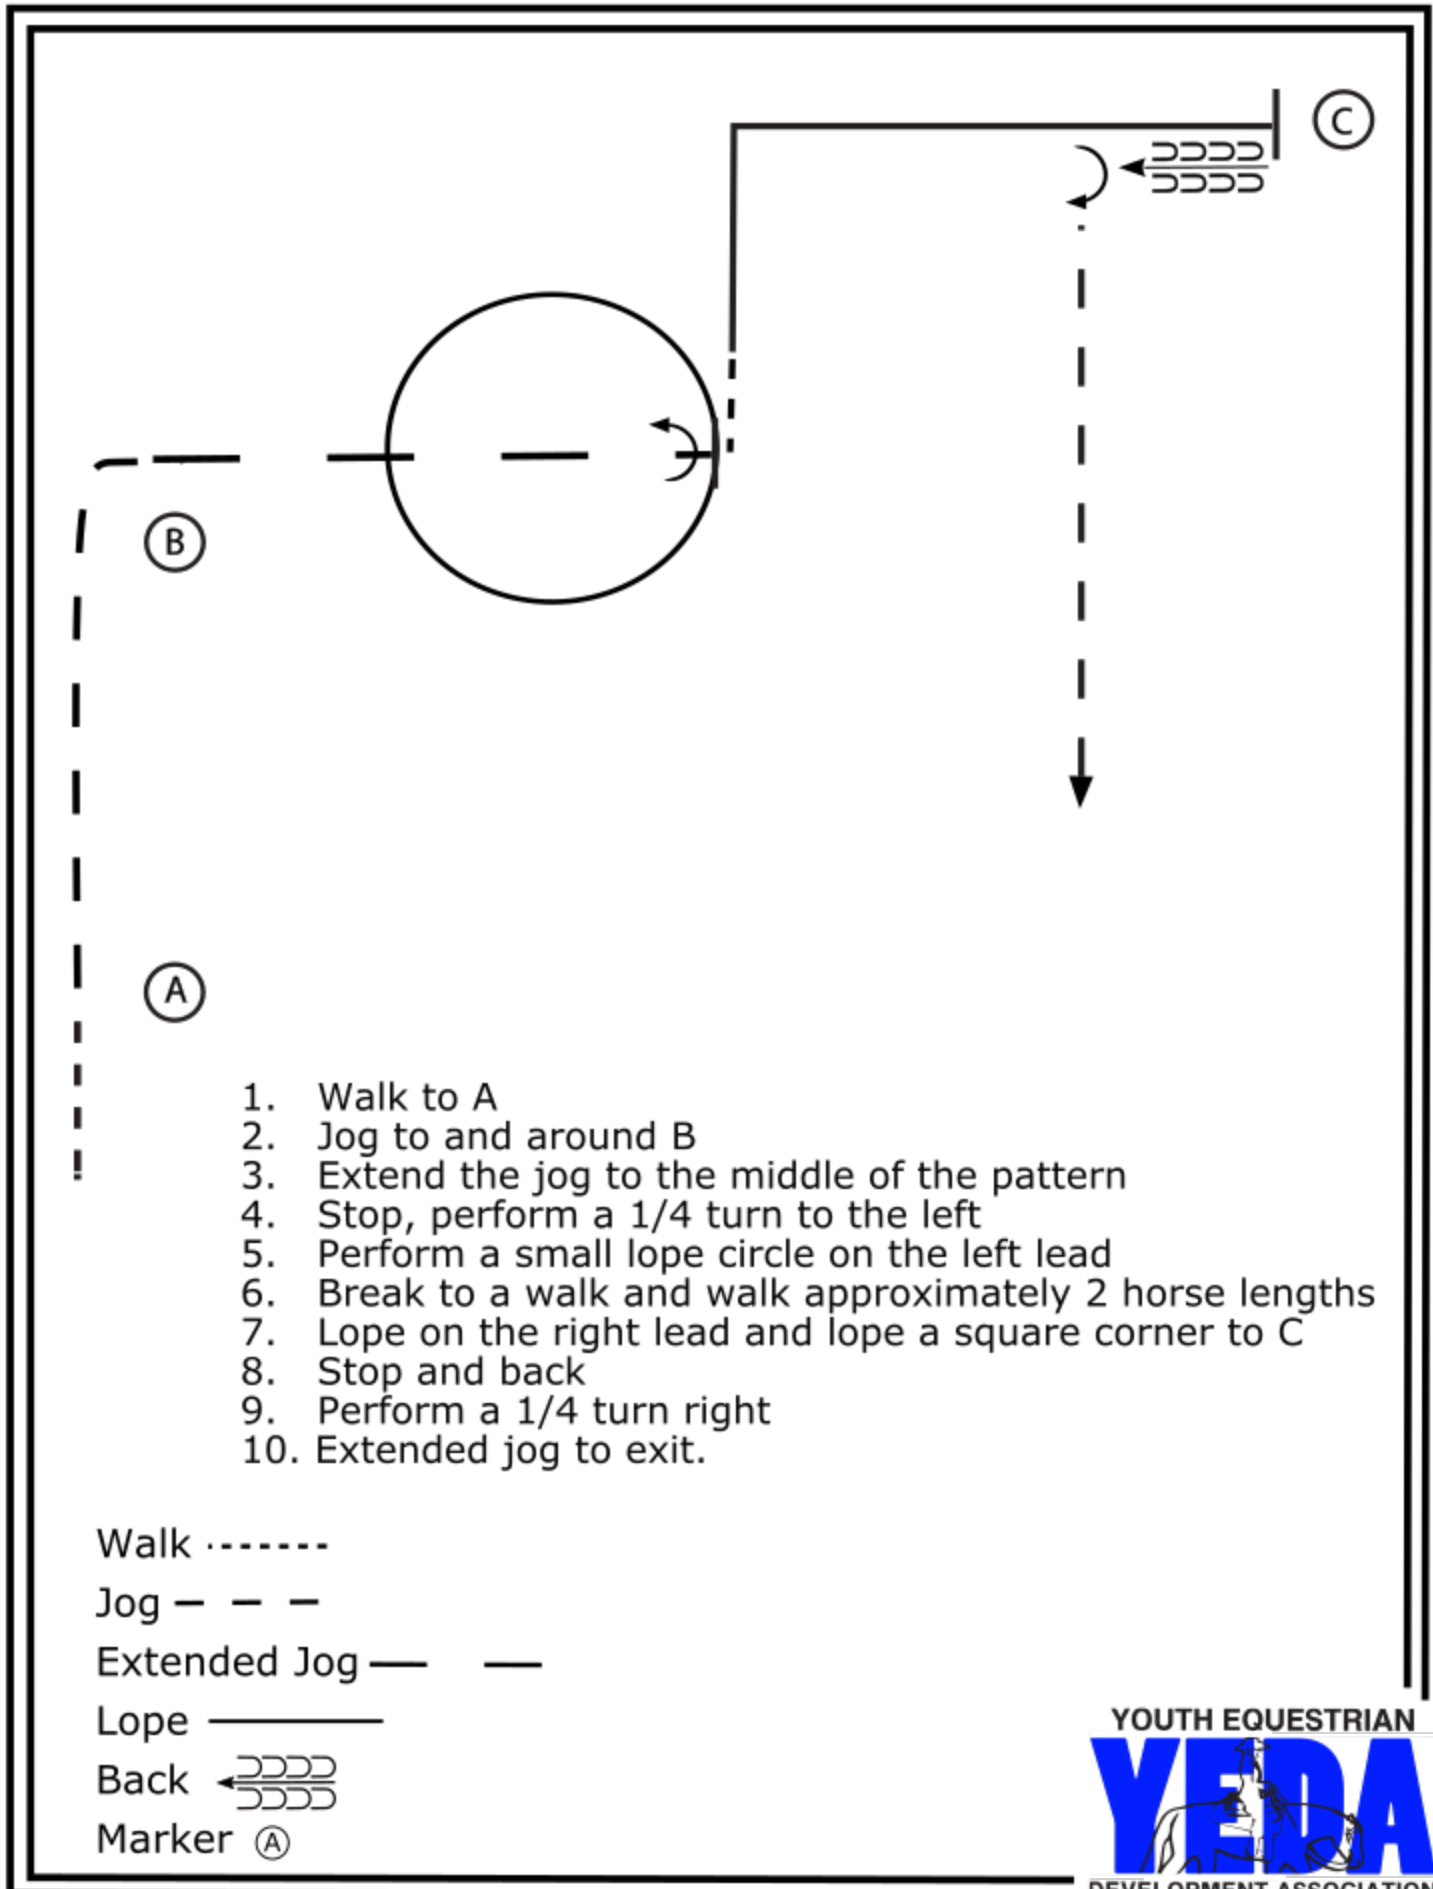 C
B
A
1. Walk to A
2. Jog to and around B
3. Extend the jog to the middle of the pattern
4. Stop, perform a 1/4 turn to the left
5. Perform a small lope circle on the left lead
6. Break to a walk and walk approximately 2 horse lengths
7. Lope on the right lead and lope a square corner to C
8. Stop and back
9. Perform a 1/4 turn right
10. Extended jog to exit.
Walk
Jog
Extended Jog
Lope
Back
Marker A
YOUTH EQUESTRIAN
YEDA
DEVELOPMENT ASSOCIATION